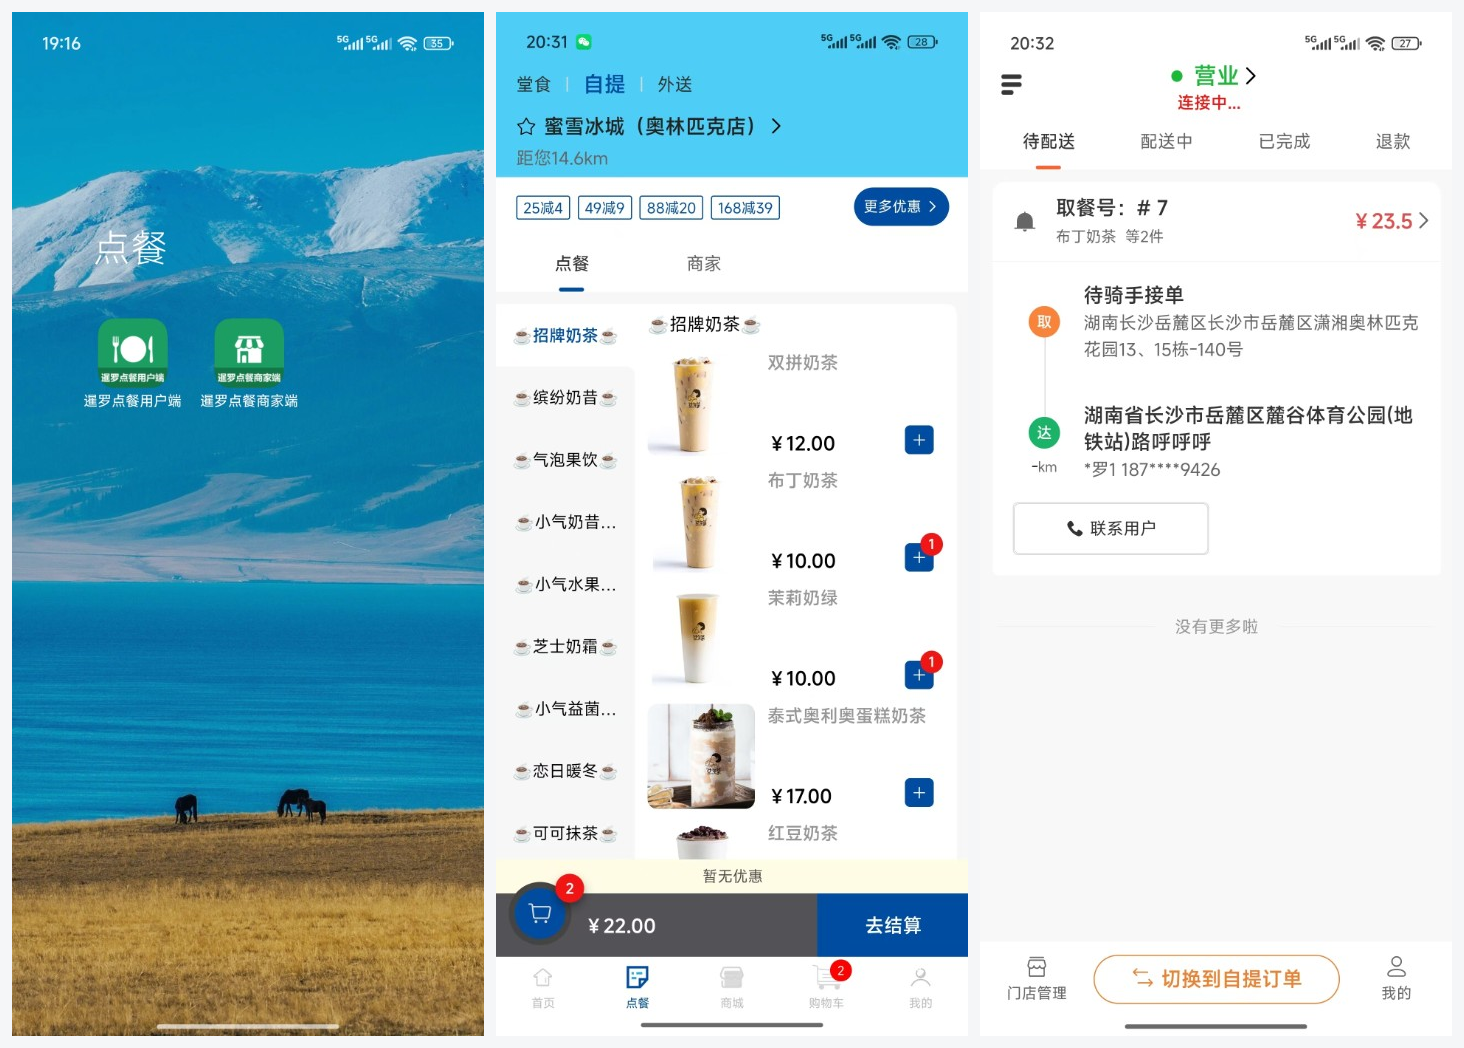 19:16
5G 5G 35
点餐
暹罗点餐用户端
暹罗点餐商家端
暹罗点餐用户端
暹罗点餐商家端
20:31
5G 5G 28
堂食
自提
外送
蜜雪冰城（奥林匹克店）
距您14.6km
25减4
49减9
88减20
168减39
更多优惠
点餐
商家
招牌奶茶
缤纷奶昔
气泡果饮
小气奶昔...
小气水果...
芝士奶霜
小气益菌...
恋日暖冬
可可抹茶
招牌奶茶
双拼奶茶
¥12.00
布丁奶茶
1
¥10.00
茉莉奶绿
1
¥10.00
泰式奥利奥蛋糕奶茶
¥17.00
红豆奶茶
暂无优惠
2
¥22.00
去结算
首页
点餐
商城
2
购物车
我的
20:32
5G 5G 27
营业
连接中...
待配送
配送中
已完成
退款
取餐号：#7
¥23.5
布丁奶茶 等2件
取
待骑手接单
湖南长沙岳麓区长沙市岳麓区潇湘奥林匹克
花园13、15栋-140号
达
湖南省长沙市岳麓区麓谷体育公园(地
铁站)路呼呼呼
-km
*罗1 187****9426
联系用户
没有更多啦
门店管理
切换到自提订单
我的